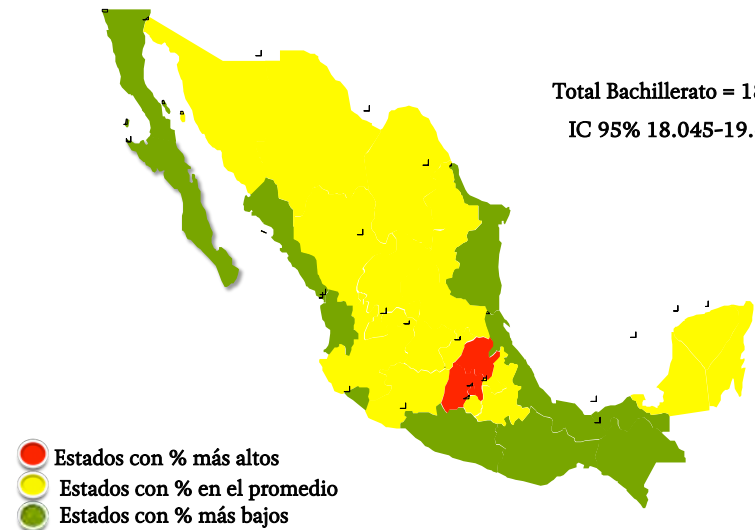 Total Bachillerato =
IC 95% 18.045-19.
Estados con % más altos
Estados con % en el promedio
Estados con % más bajos